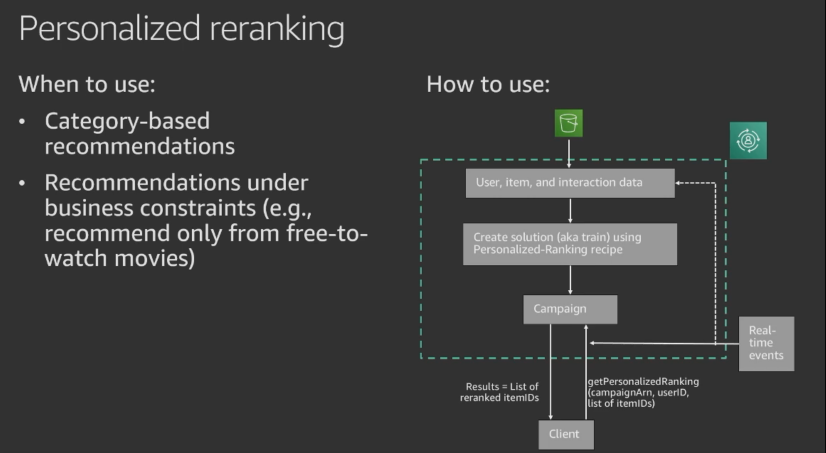 Personalized reranking
When to use:
• Category-based
recommendations
• Recommendations under
business constraints (e.g.,
recommend only from free-to-
watch movies)
How to use:
User, item, and interaction data
Create solution (aka train) using
Personalized-Ranking recipe
Campaign
Real-
time
events
Results = List of
reranked itemIDs
getPersonalizedRanking
(campaignArn, userID,
list of itemIDs)
Client